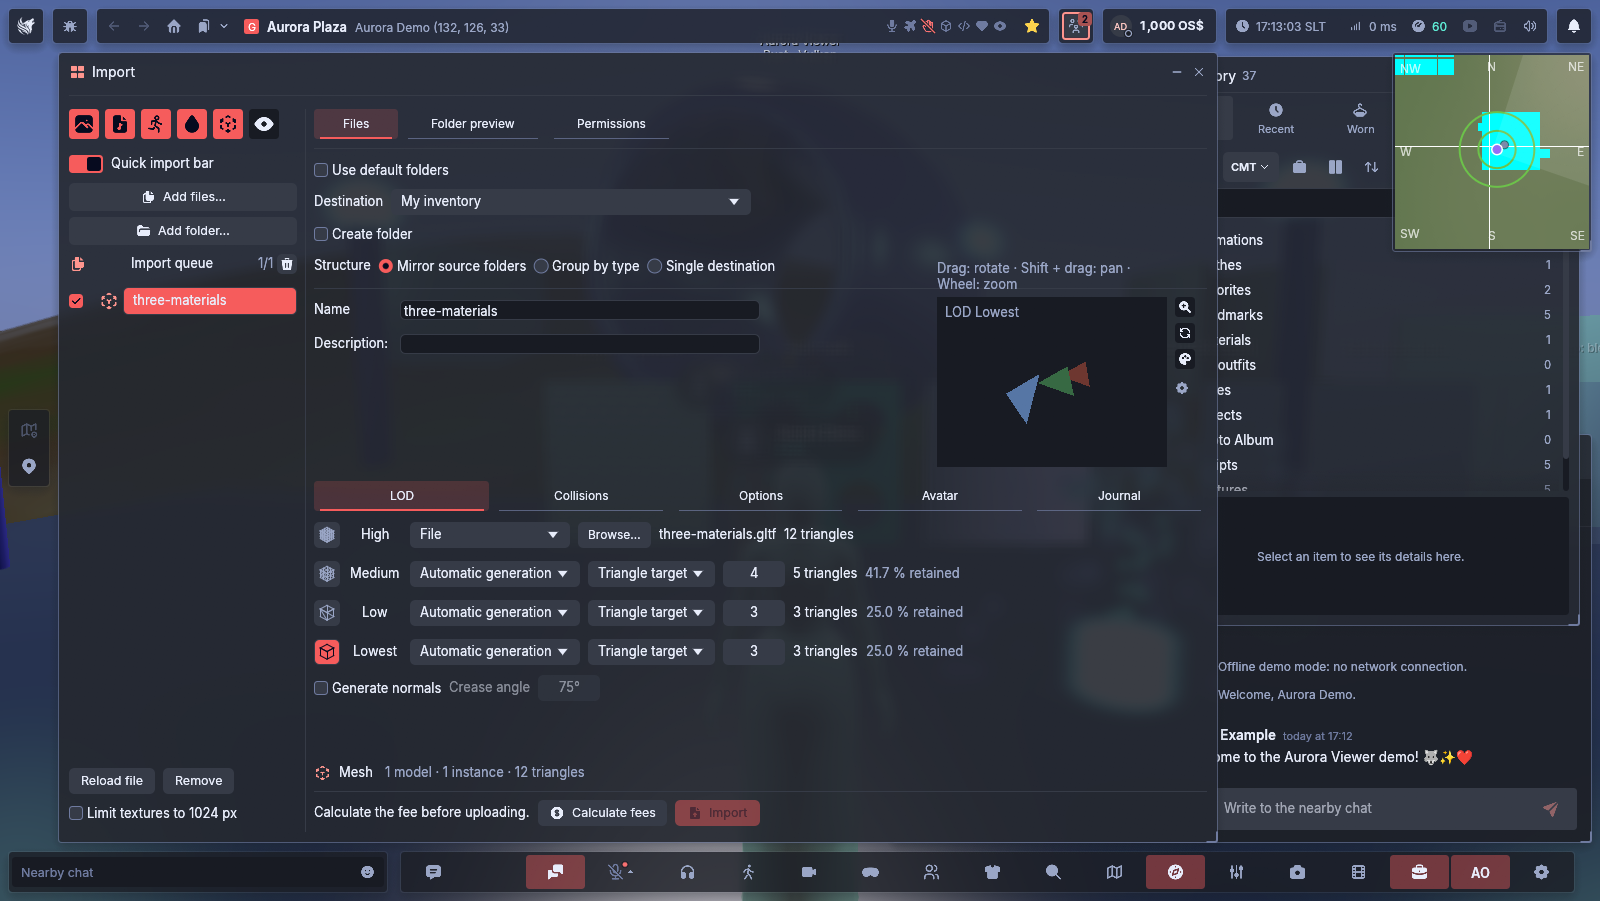 Aurora Plaza Aurora Demo (132, 126, 33)
2
AD 1,000 OS$
17:13:03 SLT 0 ms 60
Import
ory 37
NW N NE
W E
SW S SE
Recent
Worn
CMT
Files Folder preview Permissions
Quick import bar
Add files...
Add folder...
Import queue 1/1
three-materials
Use default folders
Destination My inventory
Create folder
Structure Mirror source folders Group by type Single destination
Drag: rotate · Shift + drag: pan ·
Wheel: zoom
Name three-materials
Description:
LOD Lowest
mations
thes 1
orites 2
dmarks 5
erials 1
outfits 0
es 1
ects 1
to Album 0
ipts 5
tures 5
Select an item to see its details here.
LOD Collisions Options Avatar Journal
High File Browse... three-materials.gltf 12 triangles
Medium Automatic generation Triangle target 4 5 triangles 41.7 % retained
Low Automatic generation Triangle target 3 3 triangles 25.0 % retained
Lowest Automatic generation Triangle target 3 3 triangles 25.0 % retained
Generate normals Crease angle 75°
Offline demo mode: no network connection.
Welcome, Aurora Demo.
Example today at 17:12
ome to the Aurora Viewer demo! 🐺✨❤️
Write to the nearby chat
Reload file Remove
Limit textures to 1024 px
Mesh 1 model · 1 instance · 12 triangles
Calculate the fee before uploading. Calculate fees Import
Nearby chat
AO